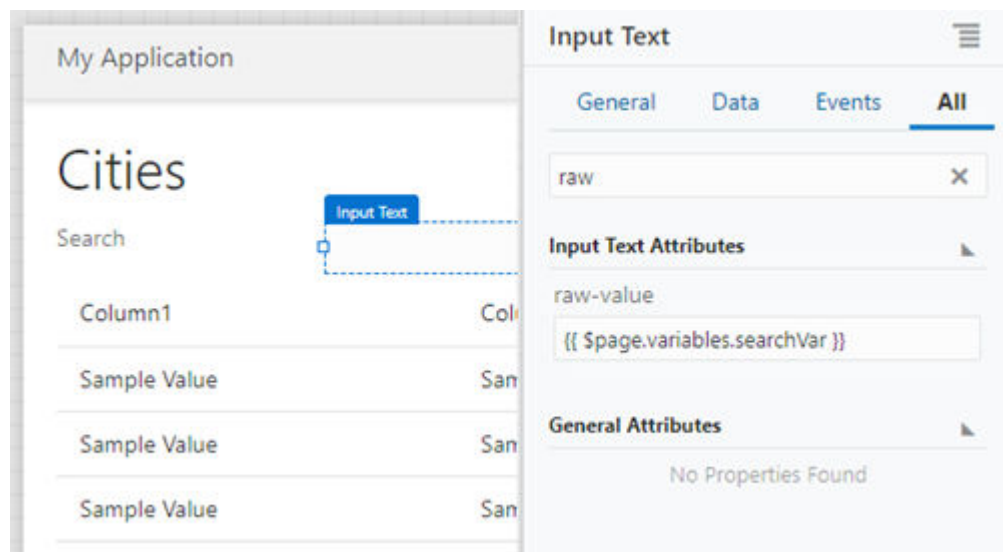 My Application
Cities
Input Text
Search
Column1
Sample Value
Sample Value
Sample Value
Input Text
General Data Events All
raw
Input Text Attributes
raw-value
{{ $page.variables.searchVar }}
General Attributes
No Properties Found